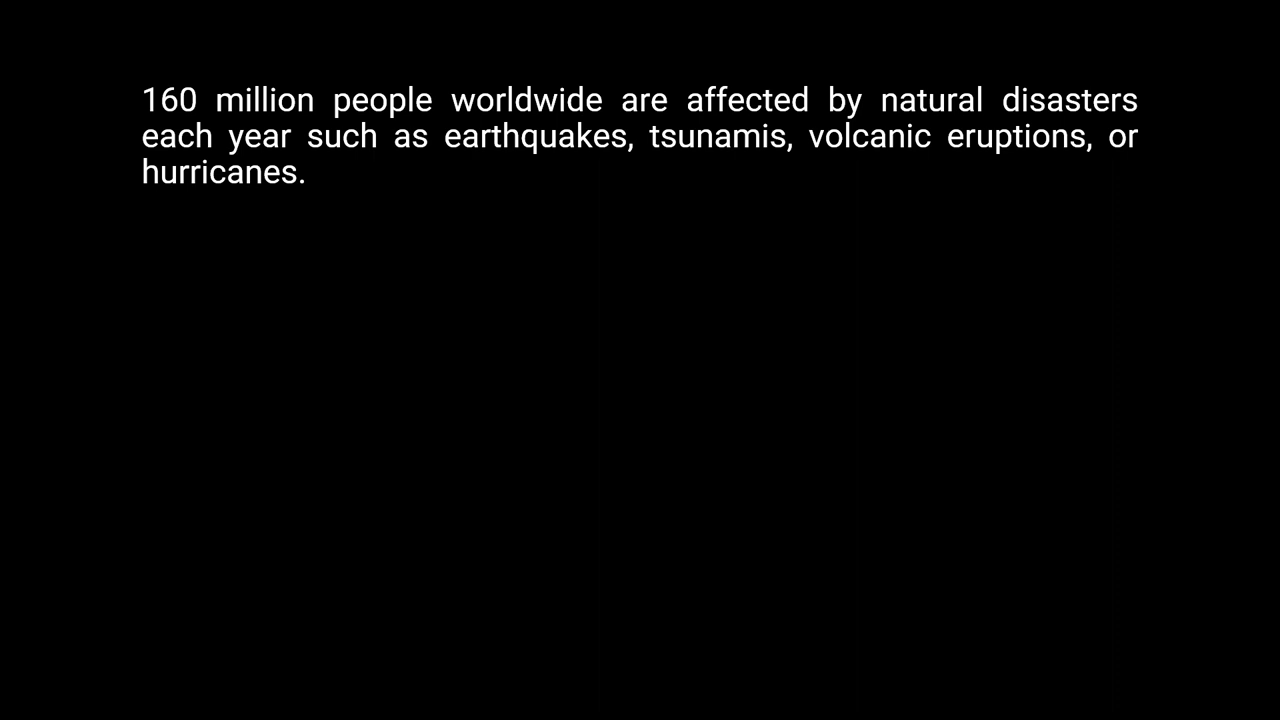 160 million people worldwide are affected by natural disasters
each year such as earthquakes, tsunamis, volcanic eruptions, or
hurricanes.